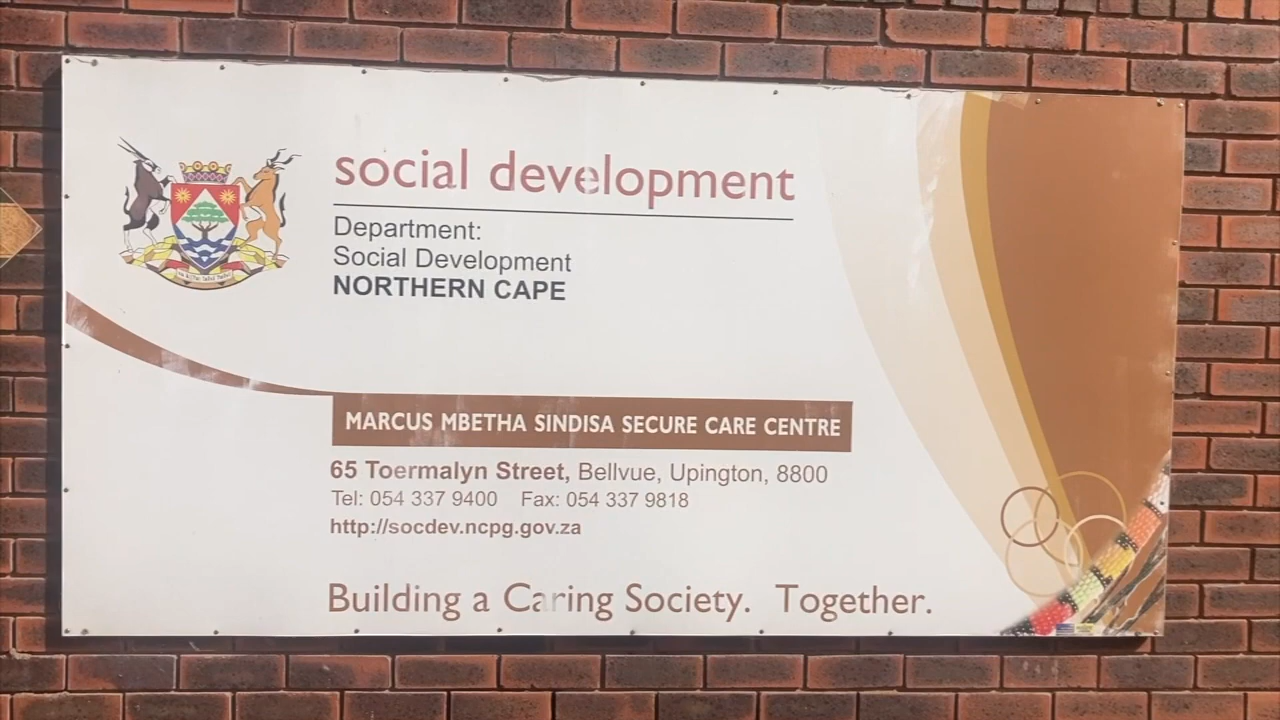 social development
Department:
Social Development
NORTHERN CAPE
MARCUS MBETHA SINDISA SECURE CARE CENTRE
65 Toermalyn Street, Bellvue, Upington, 8800
Tel: 054 337 9400 Fax: 054 337 9818
http://socdev.ncpg.gov.za
Building a Caring Society. Together.